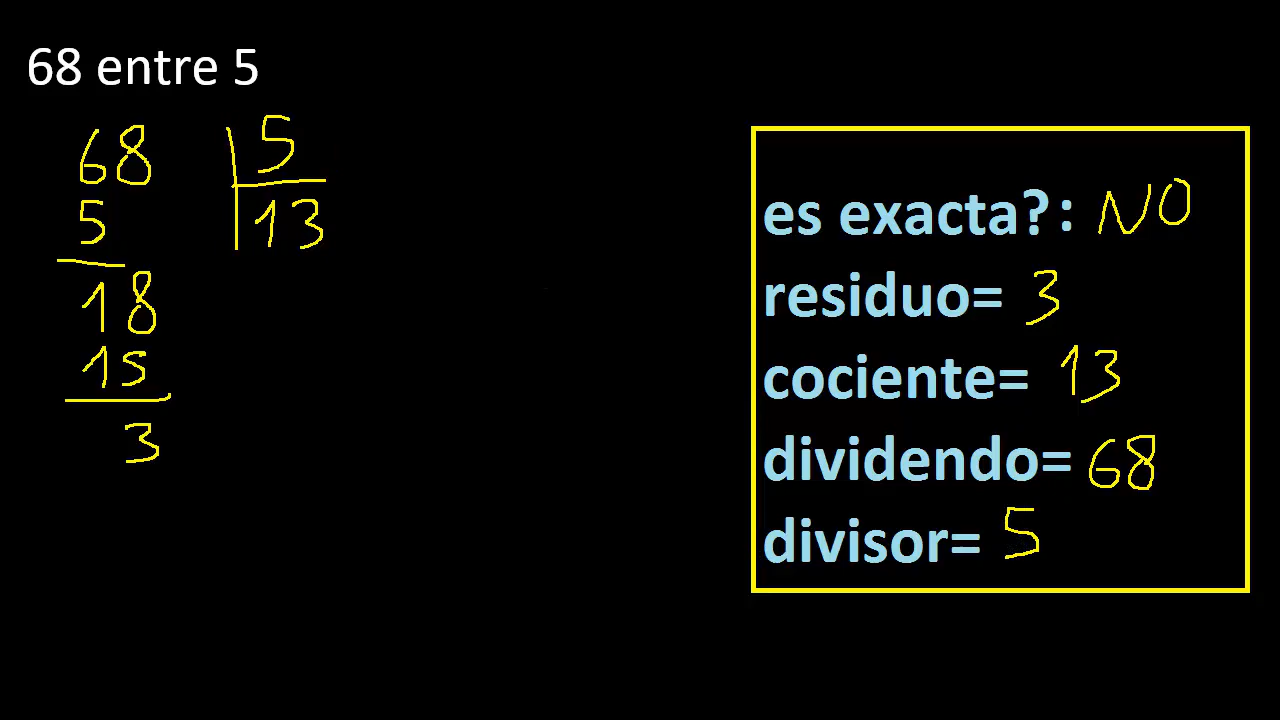 68 entre 5
68 5
5 13
18
15
3
es exacta?: NO
residuo= 3
cociente= 13
dividendo= 68
divisor= 5